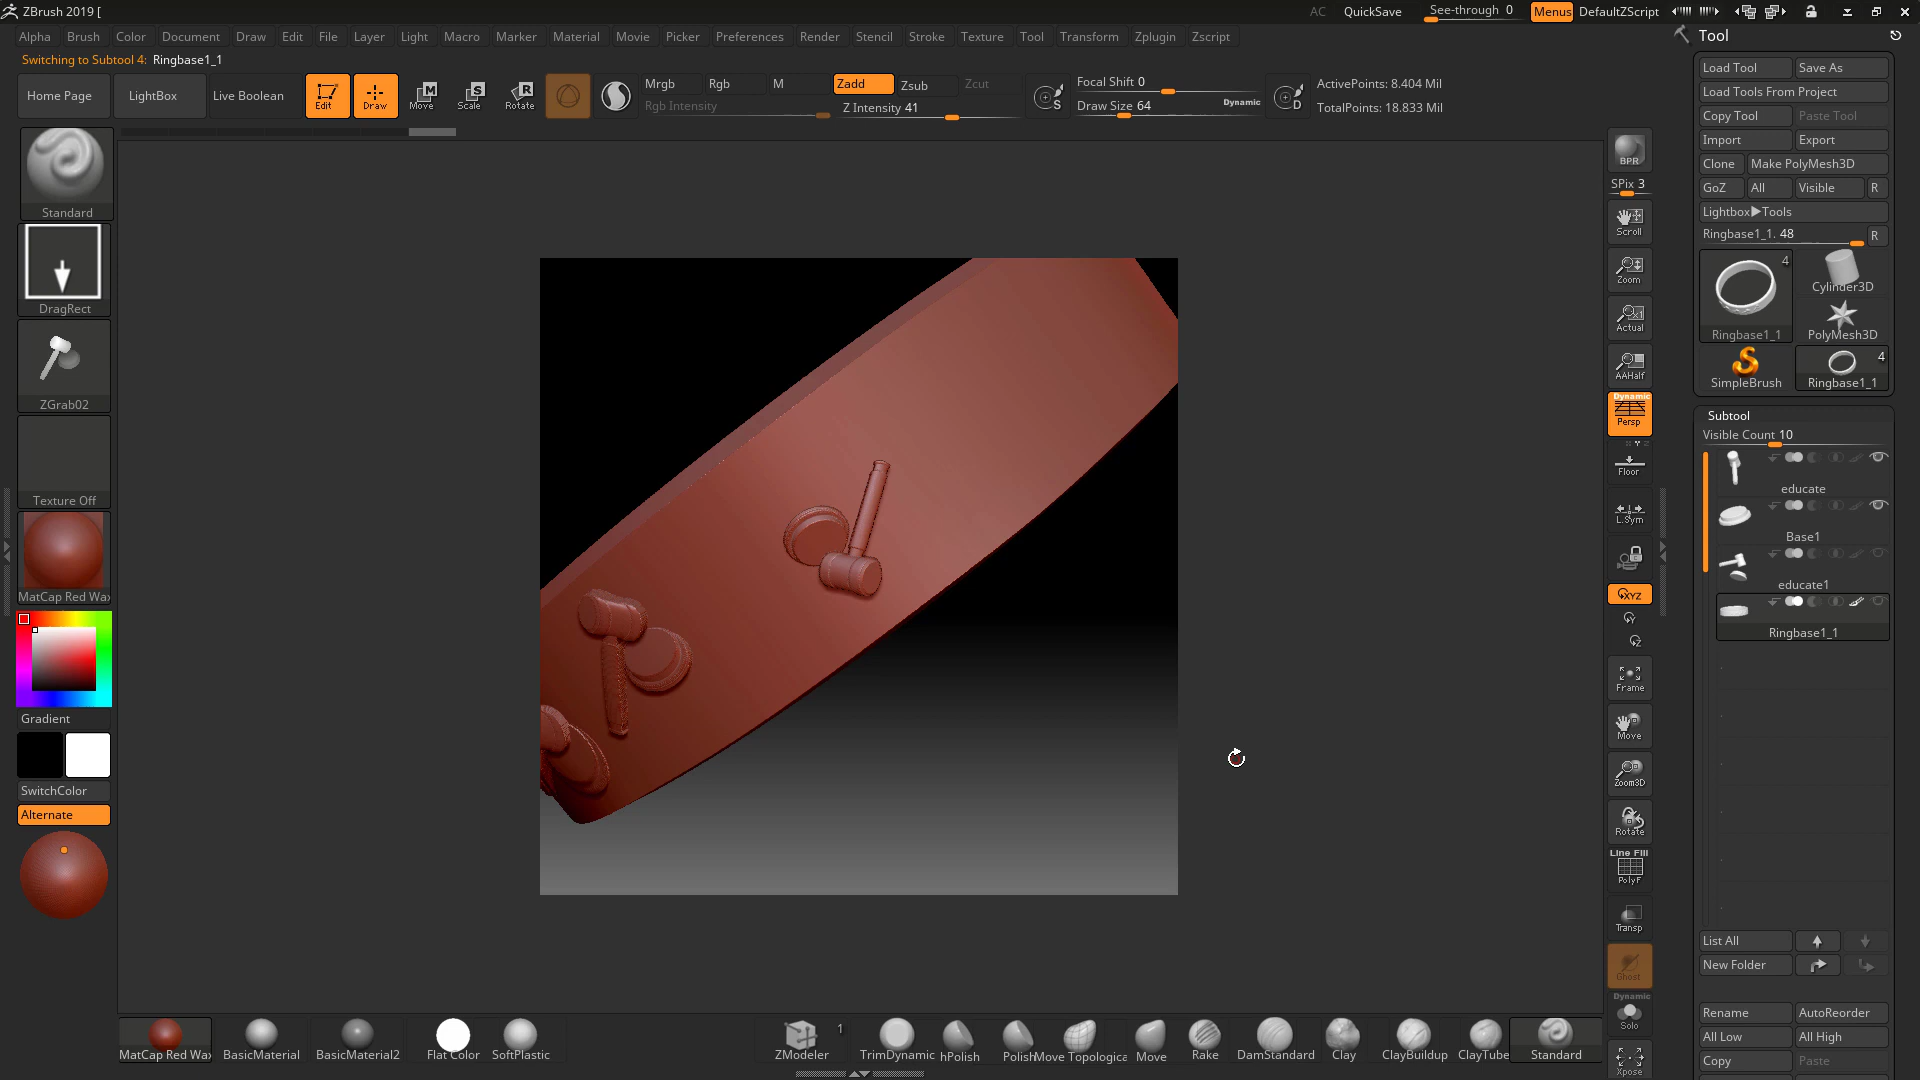 ZBrush 2019 [
AC QuickSave See-through 0 Menus DefaultZScript
Alpha Brush Color Document Draw Edit File Layer Light Macro Marker Material Movie Picker Preferences Render Stencil Stroke Texture Tool Transform Zplugin Zscript
Tool
Switching to Subtool 4: Ringbase1_1
Home Page LightBox Live Boolean Edit Draw Move Scale Rotate
Mrgb Rgb M Zadd Zsub Zcut
Rgb Intensity Z Intensity 41
Focal Shift 0
Draw Size 64 Dynamic
S D
ActivePoints: 8.404 Mil
TotalPoints: 18.833 Mil
Load Tool Save As
Load Tools From Project
Copy Tool Paste Tool
Import Export
Clone Make PolyMesh3D
GoZ All Visible R
Lightbox▶Tools
Ringbase1_1. 48 R
4
Cylinder3D
Ringbase1_1 PolyMesh3D
4
SimpleBrush Ringbase1_1
Subtool
Visible Count 10
educate
Base1
educate1
Ringbase1_1
List All
New Folder
Rename AutoReorder
All Low All High
Copy Paste
Standard
DragRect
ZGrab02
Texture Off
MatCap Red Wax
Gradient
SwitchColor
Alternate
BPR
SPix 3
Scroll
Zoom
Actual
AAHalf
Dynamic
Persp
Floor
L.Sym
XYZ
Y
Z
Frame
Move
Zoom3D
Rotate
Line Fill
PolyF
Transp
Ghost
Dynamic
Solo
Xpose
MatCap Red Wax BasicMaterial BasicMaterial2 Flat Color SoftPlastic
1
ZModeler TrimDynamic hPolish Polish Move Topologica Move Rake DamStandard Clay ClayBuildup ClayTube Standard